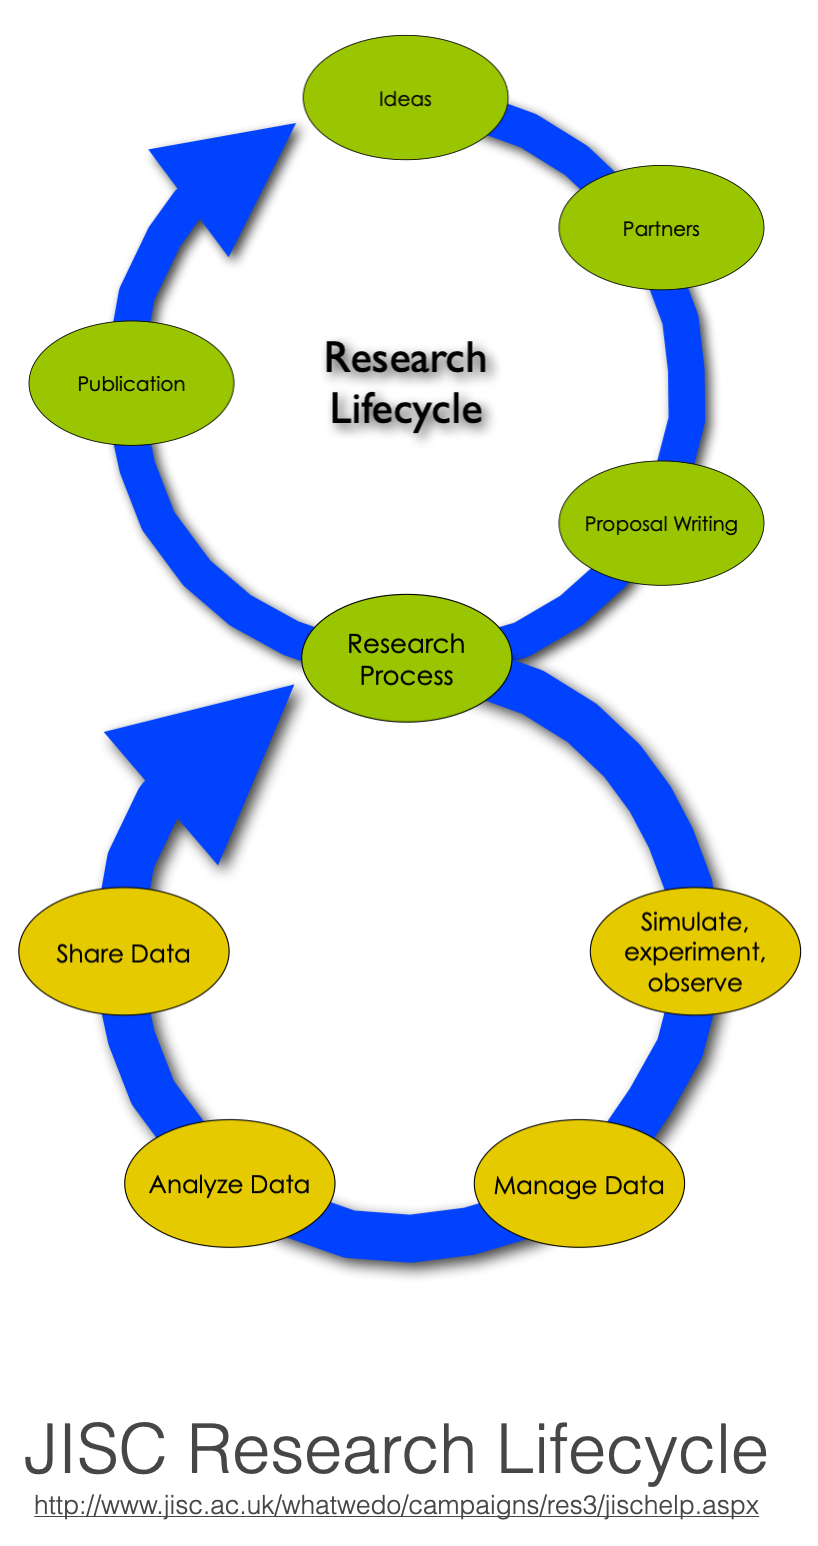 Ideas
Partners
Research
Lifecycle
Publication
Proposal Writing
Research
Process
Simulate,
experiment,
observe
Share Data
Analyze Data
Manage Data
JISC Research Lifecycle
http://www.jisc.ac.uk/whatwedo/campaigns/res3/jischelp.aspx